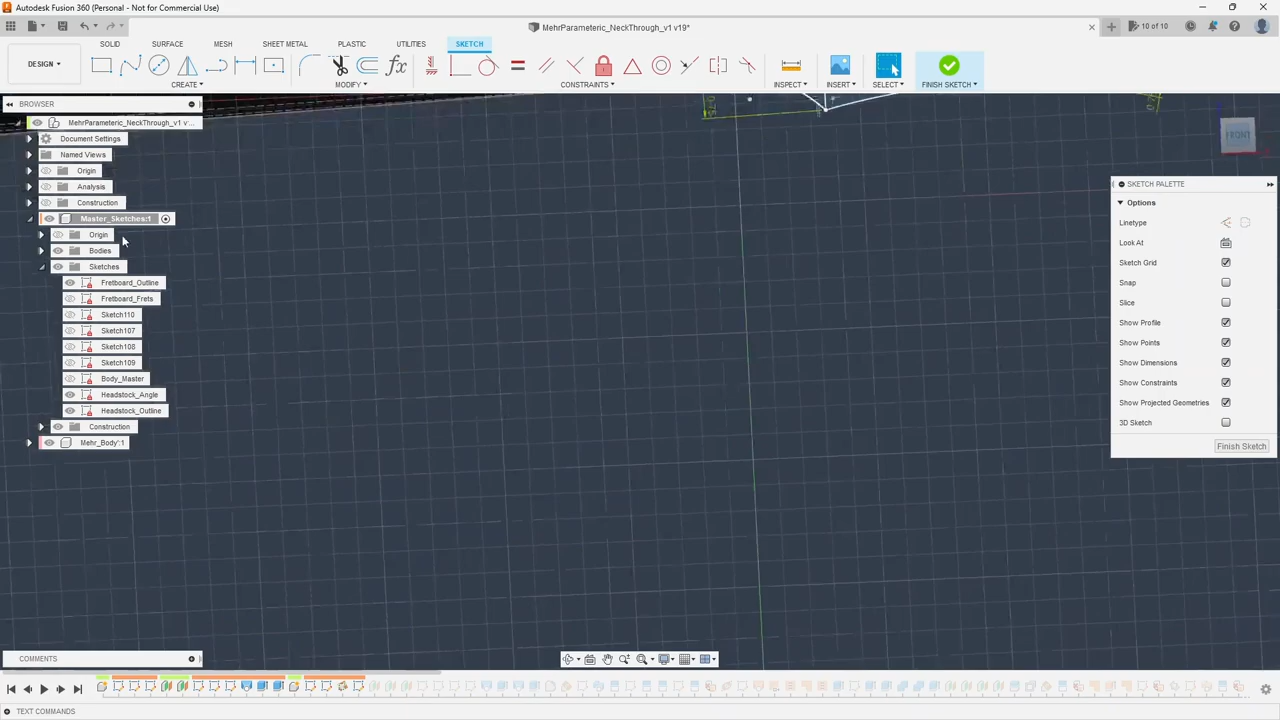 Autodesk Fusion 360 (Personal - Not for Commercial Use)
MehrParameteric_NeckThrough_v1 v19*
10 of 10
SOLID SURFACE MESH SHEET METAL PLASTIC UTILITIES SKETCH
DESIGN
CREATE MODIFY CONSTRAINTS INSPECT INSERT SELECT FINISH SKETCH
BROWSER
MehrParameteric_NeckThrough_v1 v...
Document Settings
Named Views
Origin
Analysis
Construction
Master_Sketches:1
Origin
Bodies
Sketches
Fretboard_Outline
Fretboard_Frets
Sketch110
Sketch107
Sketch108
Sketch109
Body_Master
Headstock_Angle
Headstock_Outline
Construction
Mehr_Body':1
FRONT
SKETCH PALETTE
Options
Linetype
Look At
Sketch Grid
Snap
Slice
Show Profile
Show Points
Show Dimensions
Show Constraints
Show Projected Geometries
3D Sketch
Finish Sketch
COMMENTS
TEXT COMMANDS